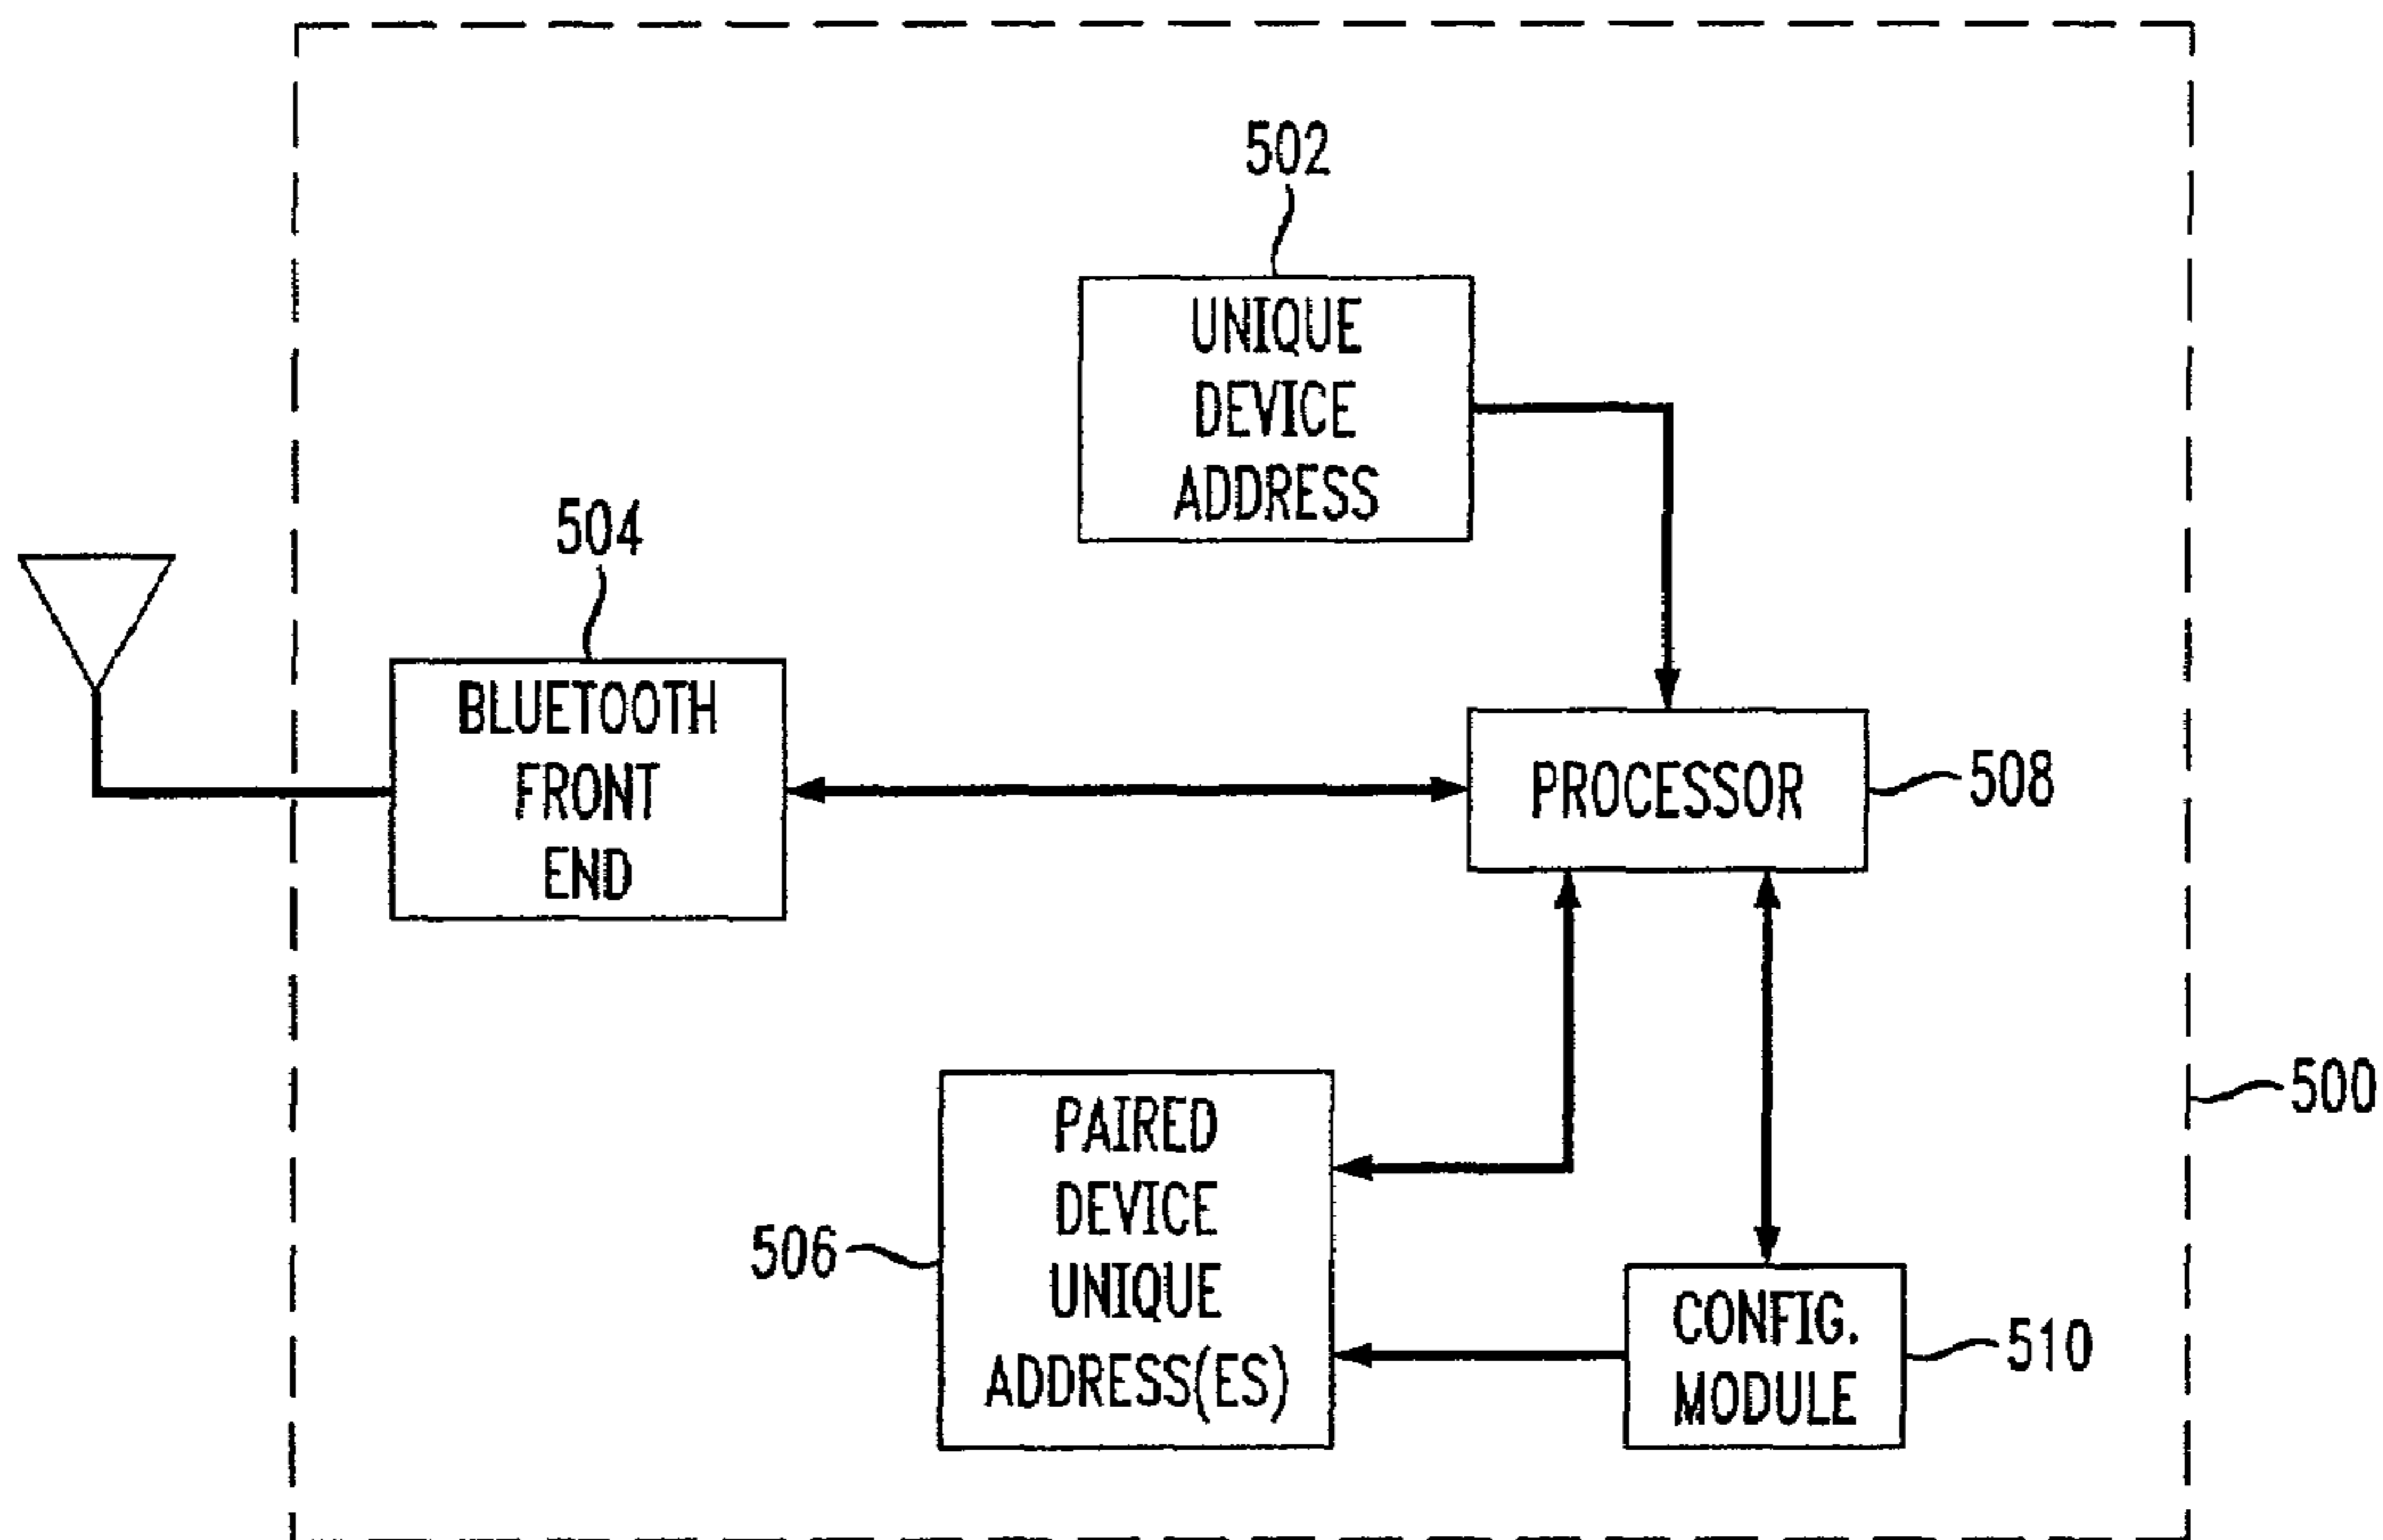 502
UNIQUE
DEVICE
ADDRESS
504
BLUETOOTH
FRONT
END
PROCESSOR
508
500
PAIRED
DEVICE
UNIQUE
ADDRESS(ES)
506
CONFIG.
MODULE
510